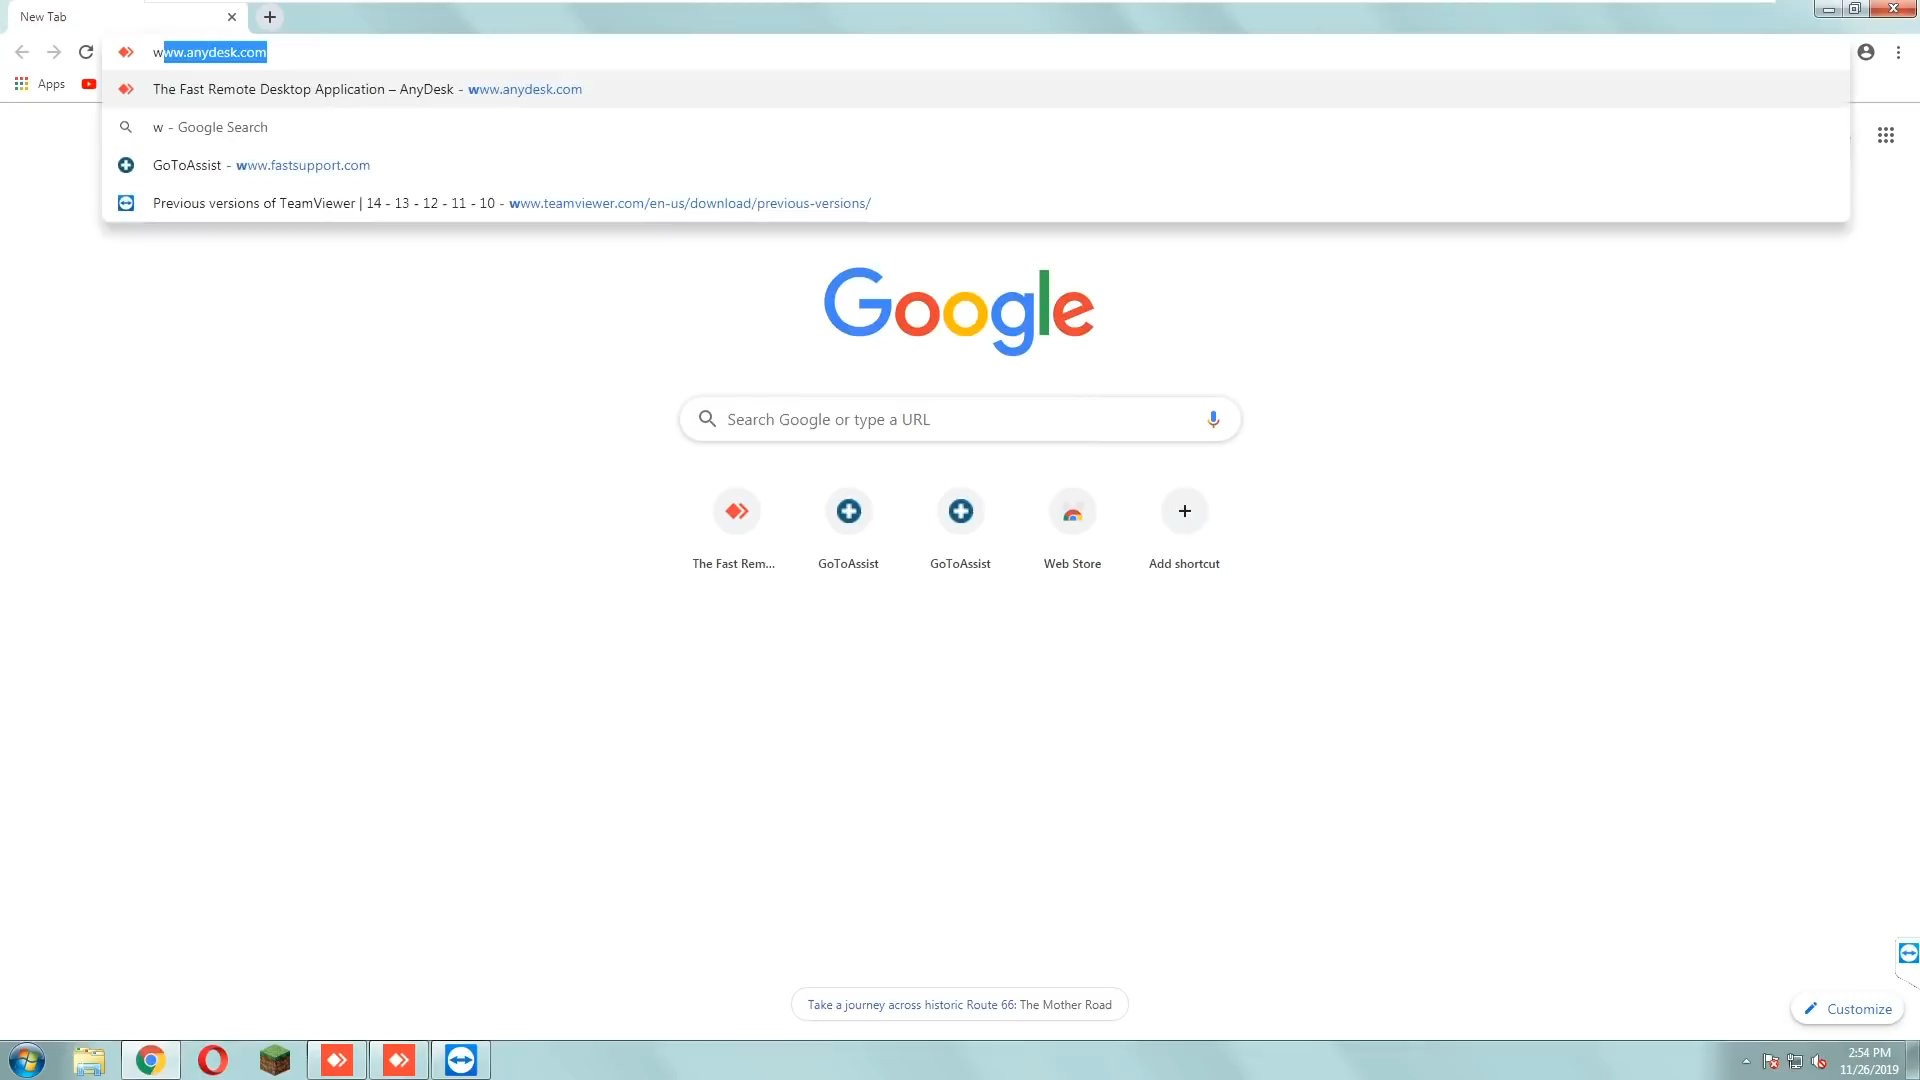 New Tab
www.anydesk.com
Apps
The Fast Remote Desktop Application – AnyDesk - www.anydesk.com
w - Google Search
GoToAssist - www.fastsupport.com
Previous versions of TeamViewer | 14 - 13 - 12 - 11 - 10 - www.teamviewer.com/en-us/download/previous-versions/
Google
Search Google or type a URL
The Fast Rem...
GoToAssist
GoToAssist
Web Store
Add shortcut
Take a journey across historic Route 66: The Mother Road
Customize
2:54 PM
11/26/2019